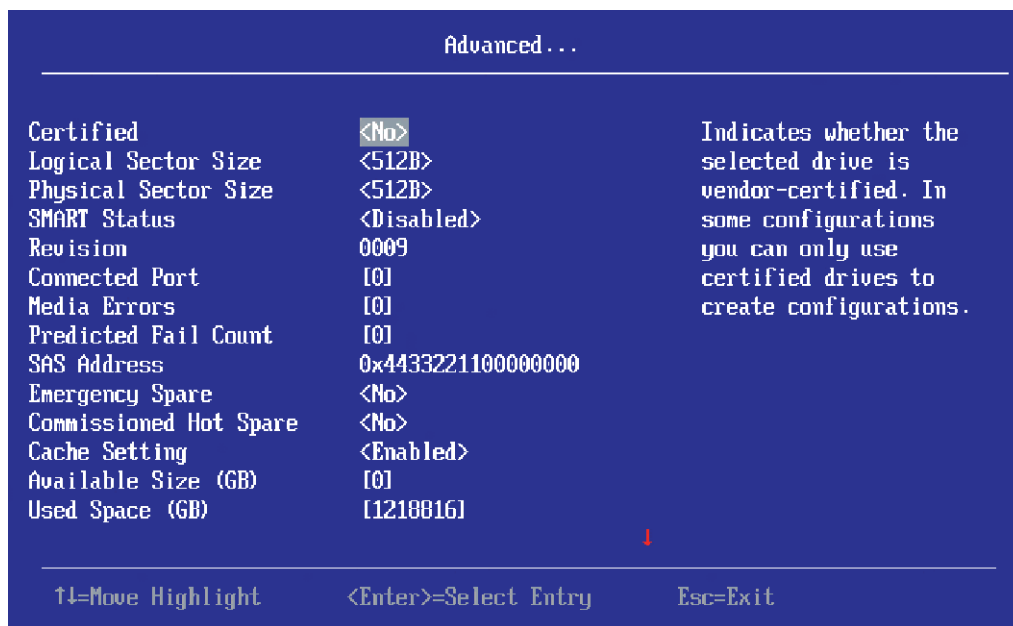 Advanced...
Certified <No>
Logical Sector Size <512B>
Physical Sector Size <512B>
SMART Status <Disabled>
Revision 0009
Connected Port [0]
Media Errors [0]
Predicted Fail Count [0]
SAS Address 0x4433221100000000
Emergency Spare <No>
Commissioned Hot Spare <No>
Cache Setting <Enabled>
Available Size (GB) [0]
Used Space (GB) [1218816]
Indicates whether the
selected drive is
vendor-certified. In
some configurations
you can only use
certified drives to
create configurations.
↓
↑↓=Move Highlight <Enter>=Select Entry Esc=Exit